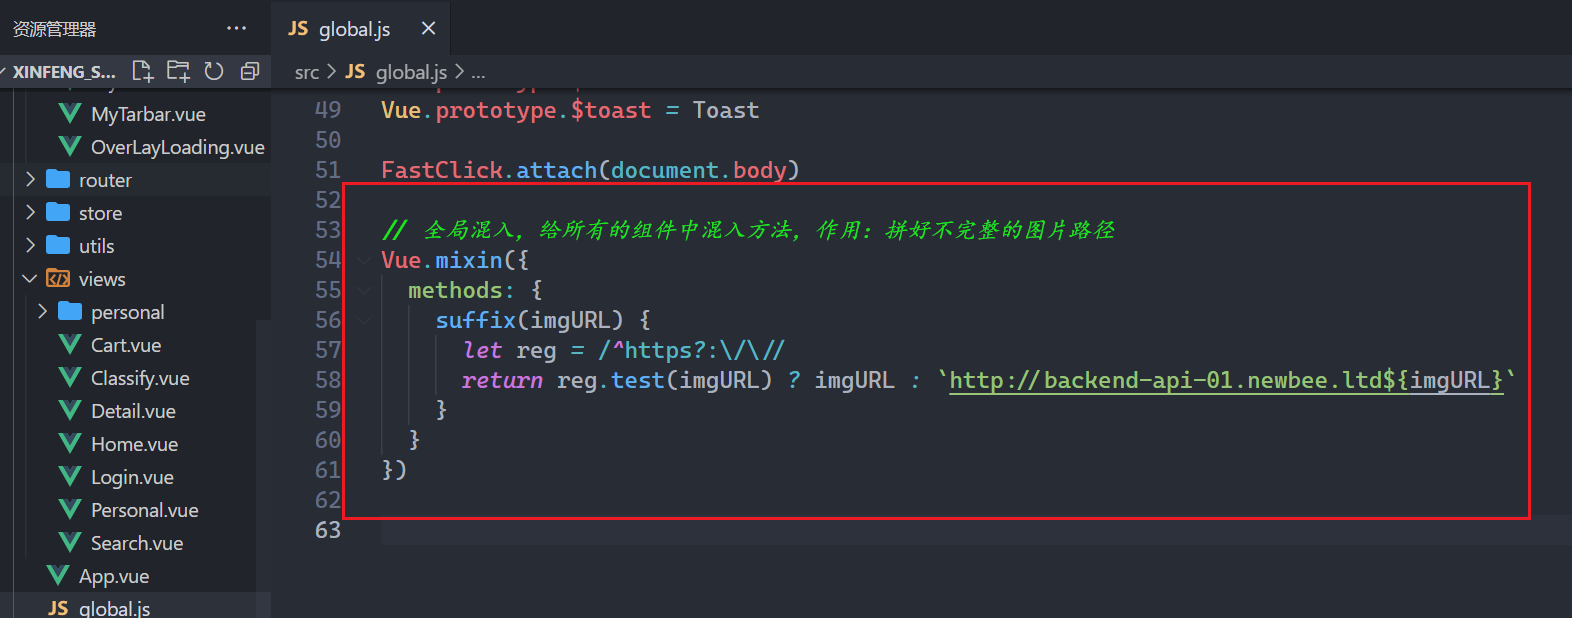 资源管理器
···
JS global.js
XINFENG_S...
src > JS global.js > ...
MyTarbar.vue
OverLayLoading.vue
router
store
utils
views
personal
Cart.vue
Classify.vue
Detail.vue
Home.vue
Login.vue
Personal.vue
Search.vue
App.vue
JS global.js
49 Vue.prototype.$toast = Toast
50
51 FastClick.attach(document.body)
52
53 // 全局混入，给所有的组件中混入方法，作用：拼好不完整的图片路径
54 Vue.mixin({
55 methods: {
56 suffix(imgURL) {
57 let reg = /^https?:\/\//
58 return reg.test(imgURL) ? imgURL : `http://backend-api-01.newbee.ltd${imgURL}`
59 }
60 }
61 })
62
63